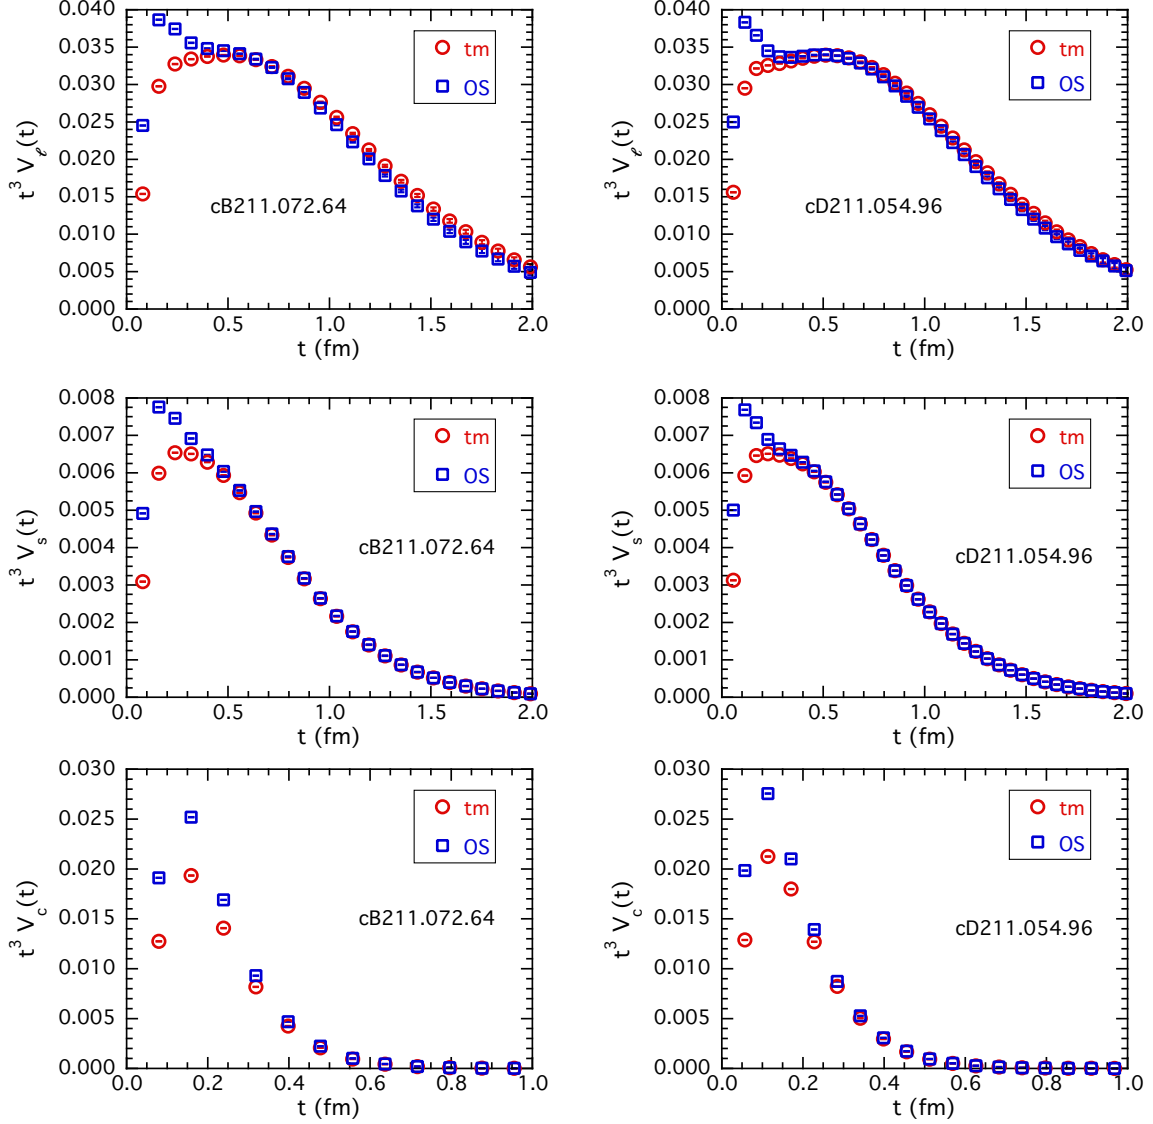 0.040
0.035
0.030
0.025
0.020
0.015
0.010
0.005
0.000
t³ V_ℓ(t)
tm
OS
cB211.072.64
0.0 0.5 1.0 1.5 2.0
t (fm)
0.040
0.035
0.030
0.025
0.020
0.015
0.010
0.005
0.000
t³ V_ℓ(t)
tm
OS
cD211.054.96
0.0 0.5 1.0 1.5 2.0
t (fm)
0.008
0.007
0.006
0.005
0.004
0.003
0.002
0.001
0.000
t³ V_s(t)
tm
OS
cB211.072.64
0.0 0.5 1.0 1.5 2.0
t (fm)
0.008
0.007
0.006
0.005
0.004
0.003
0.002
0.001
0.000
t³ V_s(t)
tm
OS
cD211.054.96
0.0 0.5 1.0 1.5 2.0
t (fm)
0.030
0.025
0.020
0.015
0.010
0.005
0.000
t³ V_c(t)
tm
OS
cB211.072.64
0.0 0.2 0.4 0.6 0.8 1.0
t (fm)
0.030
0.025
0.020
0.015
0.010
0.005
0.000
t³ V_c(t)
tm
OS
cD211.054.96
0.0 0.2 0.4 0.6 0.8 1.0
t (fm)